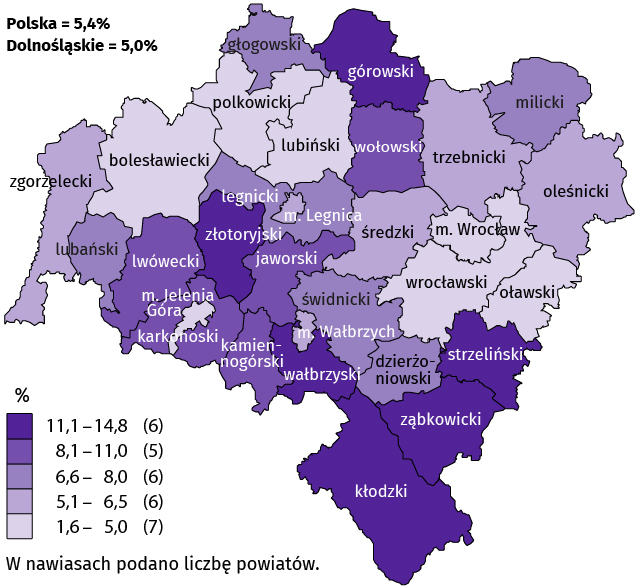 Polska = 5,4%
Dolnośląskie = 5,0%
głogowski
górowski
polkowicki
milicki
lubiński
wołowski
trzebnicki
bolesławiecki
zgorzelecki
oleśnicki
legnicki
m. Legnica
złotoryjski
średzki
m. Wrocław
lubański
lwówecki
jaworski
wrocławski
oławski
m. Jelenia
Góra
świdnicki
karkonoski
m. Wałbrzych
kamien-
nogórski
wałbrzyski
dzierżo-
niowski
strzeliński
ząbkowicki
kłodzki
%
11,1 – 14,8 (6)
8,1 – 11,0 (5)
6,6 – 8,0 (6)
5,1 – 6,5 (6)
1,6 – 5,0 (7)
W nawiasach podano liczbę powiatów.